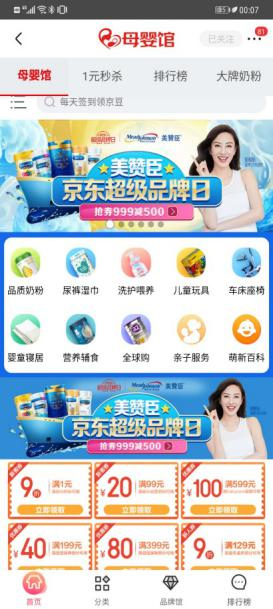 00:07
母婴馆
已关注
81
母婴馆 1元秒杀 排行榜 大牌奶粉
每天签到领京豆
MeadJohnson 美赞臣
美赞臣
京东超级品牌日
抢券999减500
品质奶粉 尿裤湿巾 洗护喂养 儿童玩具 车床座椅
婴童寝居 营养辅食 全球购 亲子服务 萌新百科
MeadJohnson 美赞臣
美赞臣
京东超级品牌日
抢券999减500
9折 满1元 立即领取
20 满99元 立即领取
100 满599元 立即领取
40 满199元
80 满399元
9折 满129元
首页 分类 品牌馆 排行榜